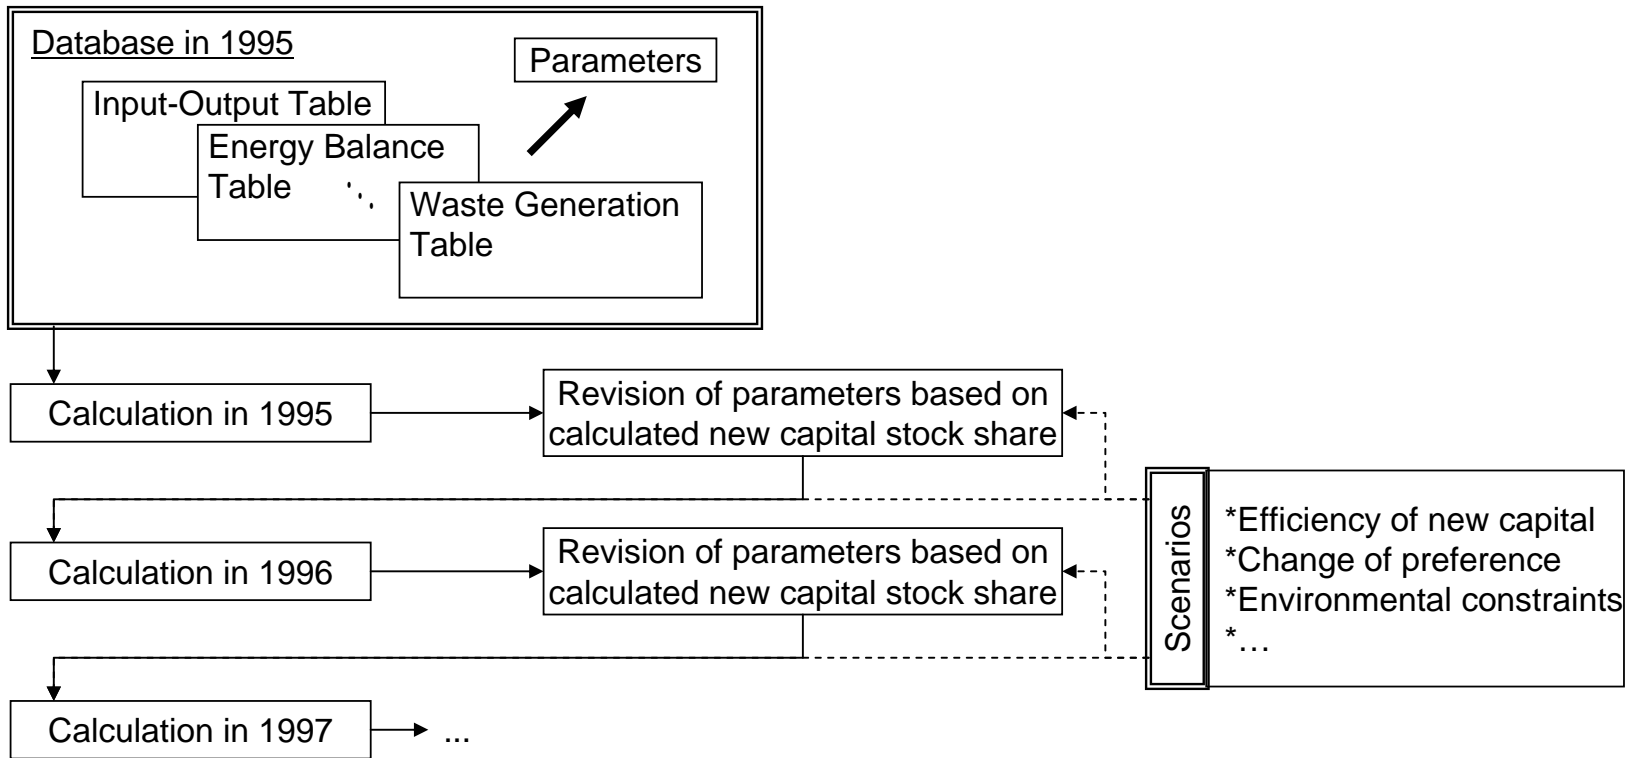 Database in 1995
Parameters
Input-Output Table
Energy Balance
Table
Waste Generation
Table
Calculation in 1995
Revision of parameters based on
calculated new capital stock share
Scenarios
*Efficiency of new capital
*Change of preference
*Environmental constraints
*…
Calculation in 1996
Revision of parameters based on
calculated new capital stock share
Calculation in 1997
...